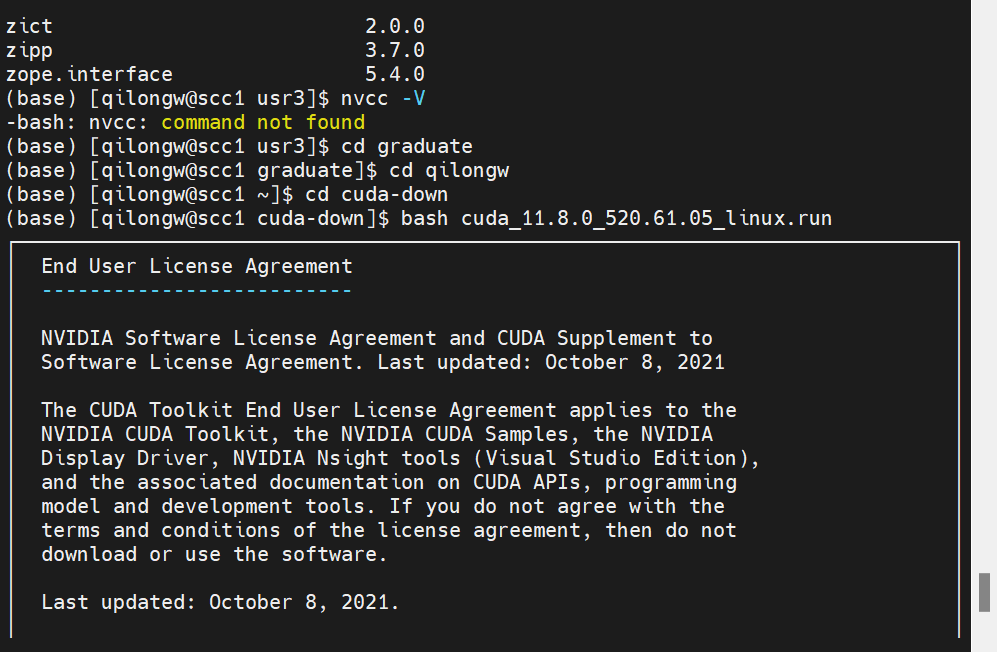 zict 2.0.0
zipp 3.7.0
zope.interface 5.4.0
(base) [qilongw@scc1 usr3]$ nvcc -V
-bash: nvcc: command not found
(base) [qilongw@scc1 usr3]$ cd graduate
(base) [qilongw@scc1 graduate]$ cd qilongw
(base) [qilongw@scc1 ~]$ cd cuda-down
(base) [qilongw@scc1 cuda-down]$ bash cuda_11.8.0_520.61.05_linux.run
End User License Agreement
--------------------------
NVIDIA Software License Agreement and CUDA Supplement to
Software License Agreement. Last updated: October 8, 2021
The CUDA Toolkit End User License Agreement applies to the
NVIDIA CUDA Toolkit, the NVIDIA CUDA Samples, the NVIDIA
Display Driver, NVIDIA Nsight tools (Visual Studio Edition),
and the associated documentation on CUDA APIs, programming
model and development tools. If you do not agree with the
terms and conditions of the license agreement, then do not
download or use the software.
Last updated: October 8, 2021.